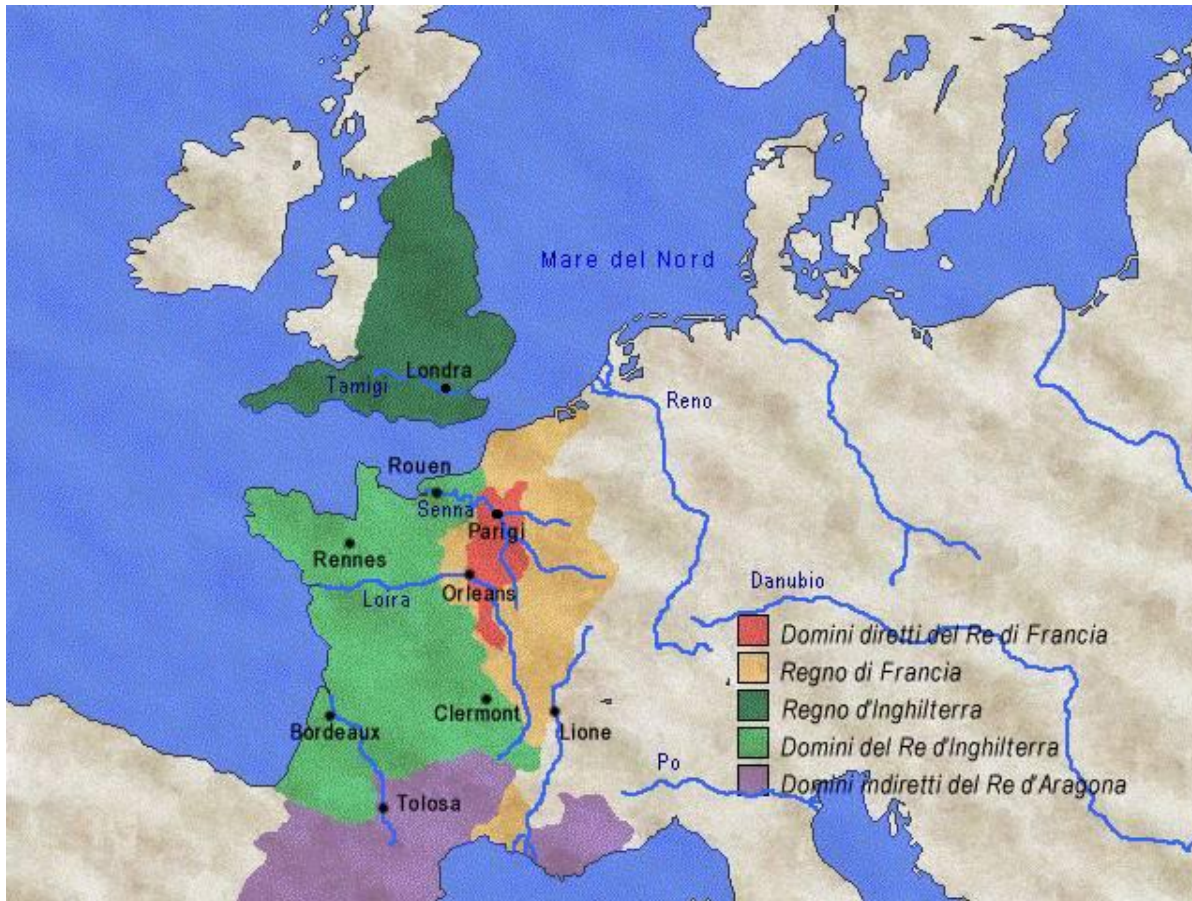 Mare del Nord
Londra
Tamigi
Reno
Rouen
Senna
Parigi
Rennes
Orleans
Loira
Danubio
Domini diretti del Re di Francia
Regno di Francia
Regno d'Inghilterra
Domini del Re d'Inghilterra
Domini indiretti del Re d'Aragona
Clermont
Bordeaux
Lione
Po
Tolosa